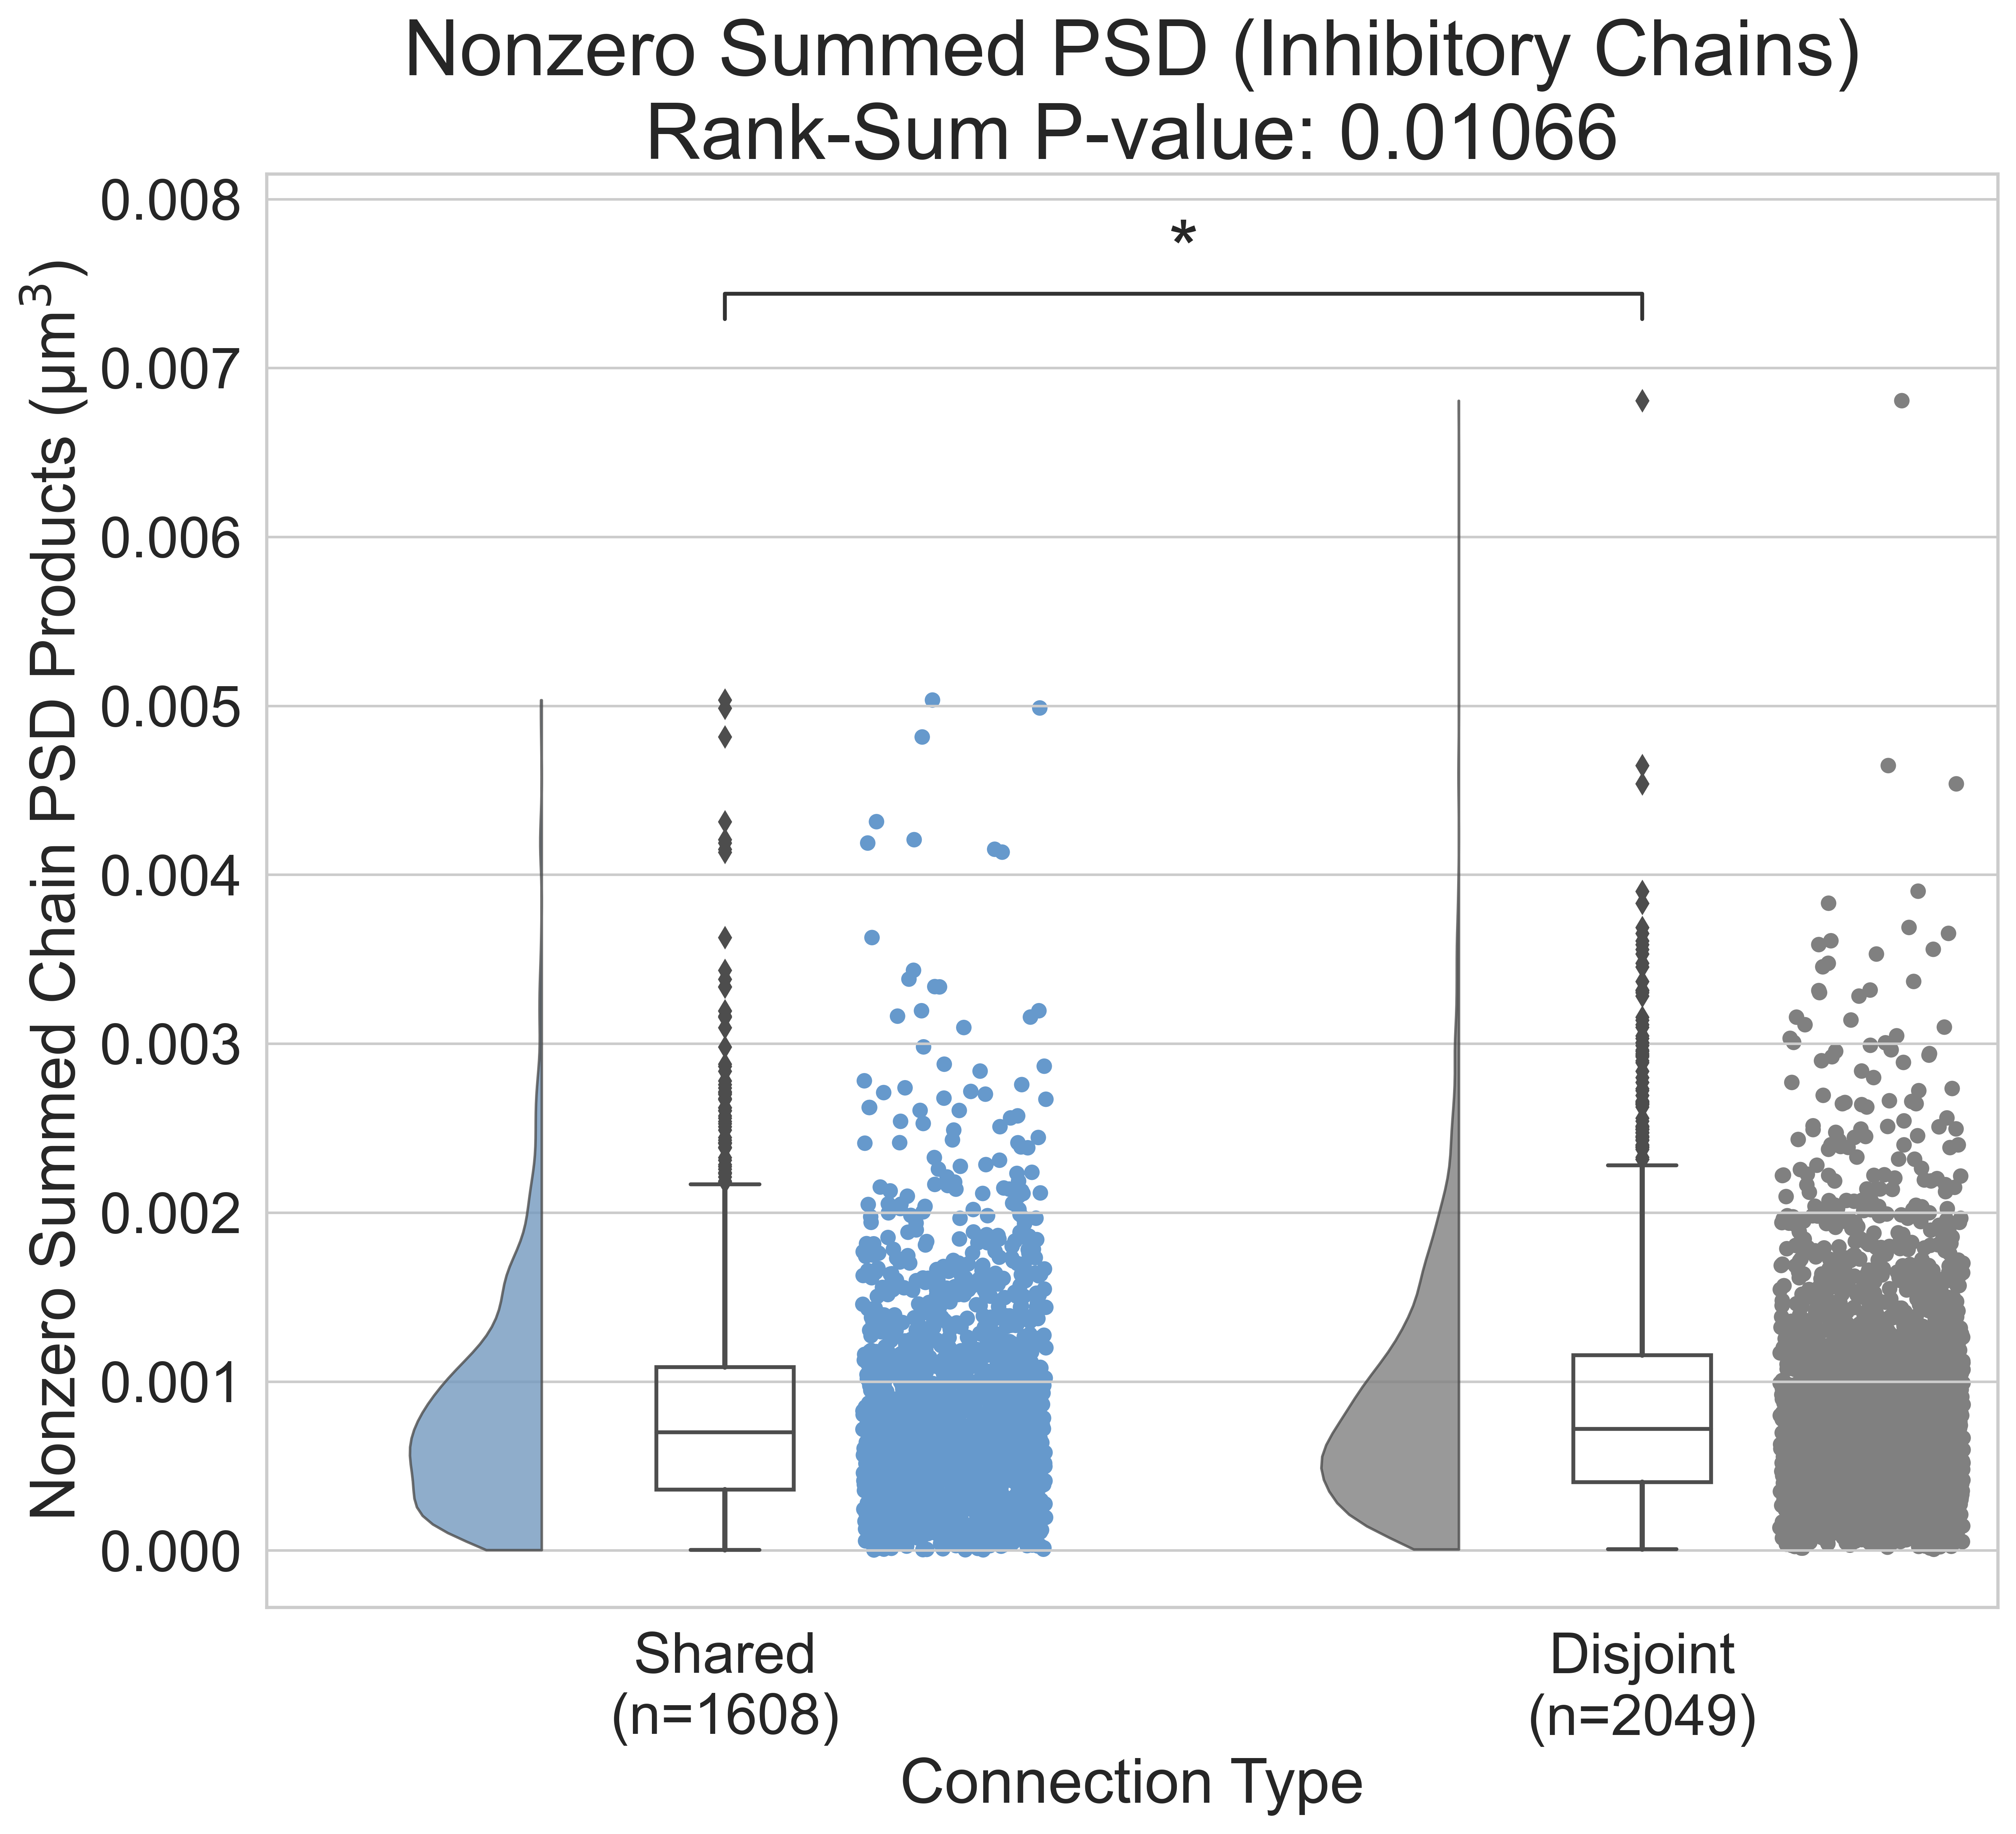 Nonzero Summed PSD (Inhibitory Chains)
Rank-Sum P-value: 0.01066
Nonzero Summed Chain PSD Products (µm³)
0.008
0.007
0.006
0.005
0.004
0.003
0.002
0.001
0.000
*
Shared
(n=1608)
Disjoint
(n=2049)
Connection Type